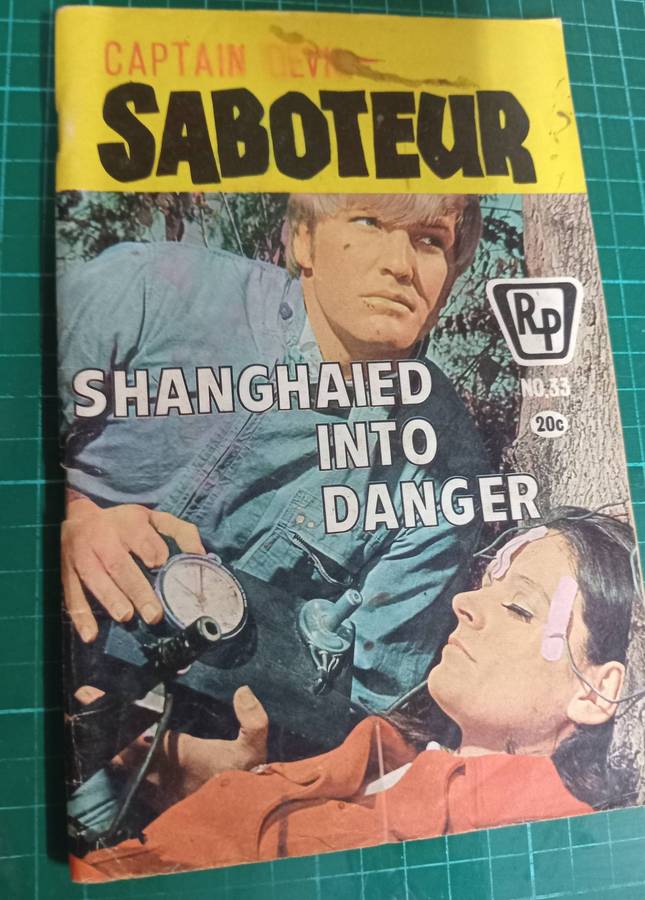 CAPTAIN
SABOTEUR
RP
SHANGHAIED
NO.33
INTO
20c
DANGER